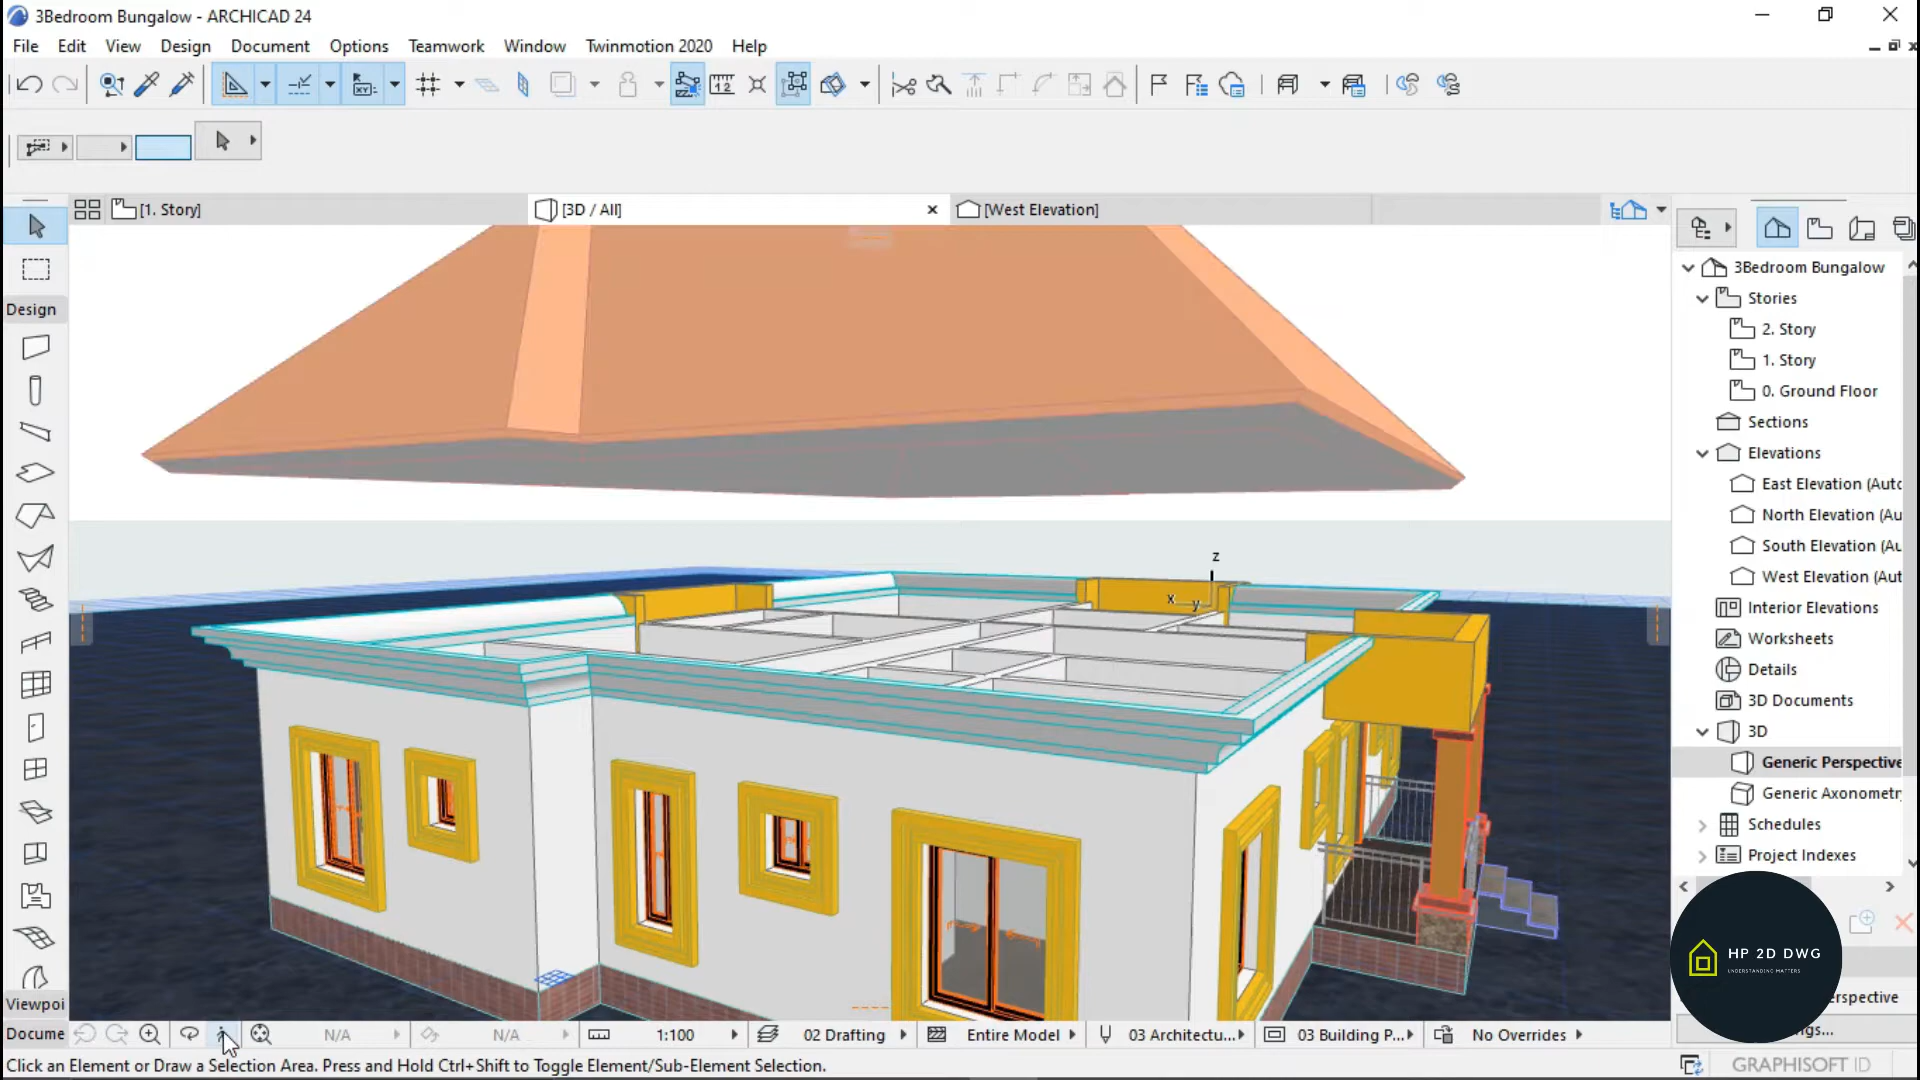 3Bedroom Bungalow - ARCHICAD 24
File Edit View Design Document Options Teamwork Window Twinmotion 2020 Help
[1. Story] [3D / All] [West Elevation]
Design
3Bedroom Bungalow
Stories
2. Story
1. Story
0. Ground Floor
Sections
Elevations
East Elevation (Autc
North Elevation (Au
South Elevation (Au
West Elevation (Aut
Interior Elevations
Worksheets
Details
3D Documents
3D
Generic Perspective
Generic Axonometr
Schedules
Project Indexes
z
x
y
HP 2D DWG
UNDERSTANDING MATTERS
erspective
Viewpoi
Docume N/A N/A 1:100 02 Drafting Entire Model 03 Architectu... 03 Building P... No Overrides
Click an Element or Draw a Selection Area. Press and Hold Ctrl+Shift to Toggle Element/Sub-Element Selection.
GRAPHISOFT ID